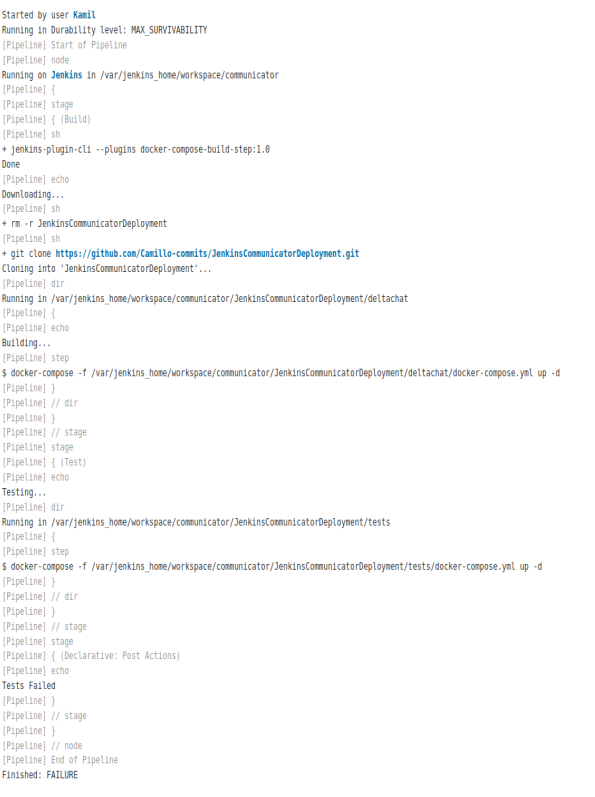 Started by user Kamil
Running in Durability level: MAX_SURVIVABILITY
[Pipeline] Start of Pipeline
[Pipeline] node
Running on Jenkins in /var/jenkins_home/workspace/communicator
[Pipeline] {
[Pipeline] stage
[Pipeline] { (Build)
[Pipeline] sh
+ jenkins-plugin-cli --plugins docker-compose-build-step:1.0
Done
[Pipeline] echo
Downloading...
[Pipeline] sh
+ rm -r JenkinsCommunicatorDeployment
[Pipeline] sh
+ git clone https://github.com/Camillo-commits/JenkinsCommunicatorDeployment.git
Cloning into 'JenkinsCommunicatorDeployment'...
[Pipeline] dir
Running in /var/jenkins_home/workspace/communicator/JenkinsCommunicatorDeployment/deltachat
[Pipeline] {
[Pipeline] echo
Building...
[Pipeline] step
$ docker-compose -f /var/jenkins_home/workspace/communicator/JenkinsCommunicatorDeployment/deltachat/docker-compose.yml up -d
[Pipeline] }
[Pipeline] // dir
[Pipeline] }
[Pipeline] // stage
[Pipeline] stage
[Pipeline] { (Test)
[Pipeline] echo
Testing...
[Pipeline] dir
Running in /var/jenkins_home/workspace/communicator/JenkinsCommunicatorDeployment/tests
[Pipeline] {
[Pipeline] step
$ docker-compose -f /var/jenkins_home/workspace/communicator/JenkinsCommunicatorDeployment/tests/docker-compose.yml up -d
[Pipeline] }
[Pipeline] // dir
[Pipeline] }
[Pipeline] // stage
[Pipeline] stage
[Pipeline] { (Declarative: Post Actions)
[Pipeline] echo
Tests Failed
[Pipeline] }
[Pipeline] // stage
[Pipeline] }
[Pipeline] // node
[Pipeline] End of Pipeline
Finished: FAILURE